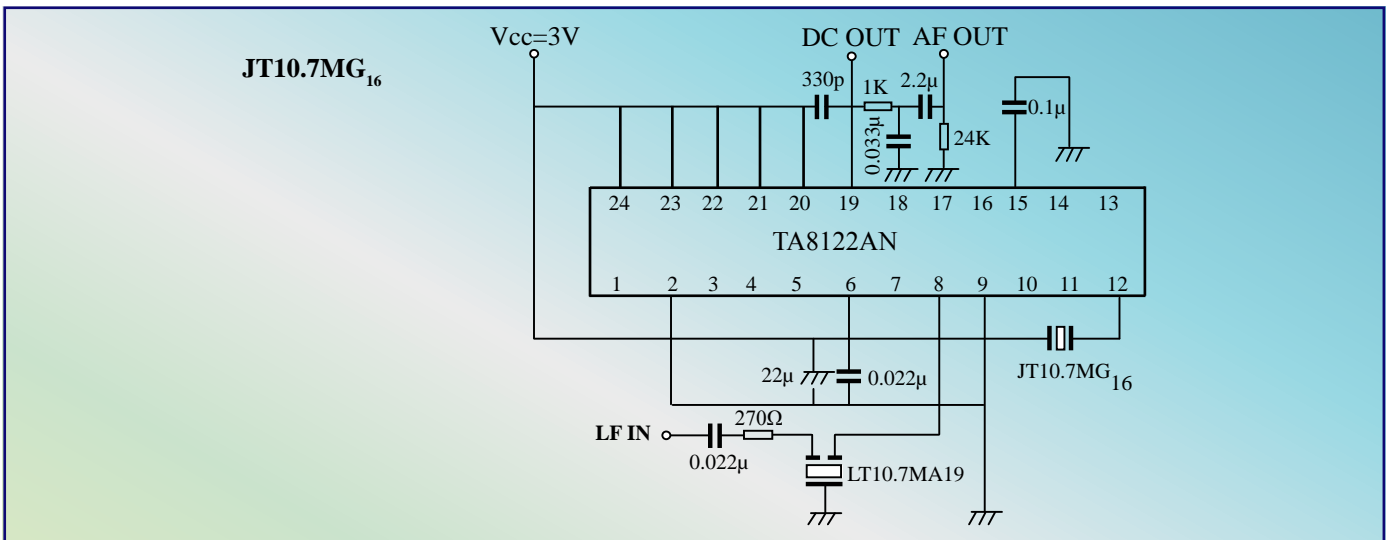 Vcc=3V DC OUT AF OUT
JT10.7MG16
330p 1K 2.2μ
0.033μ 24K 0.1μ
24 23 22 21 20 19 18 17 16 15 14 13
TA8122AN
1 2 3 4 5 6 7 8 9 10 11 12
22μ 0.022μ JT10.7MG16
270Ω
LF IN
0.022μ
LT10.7MA19